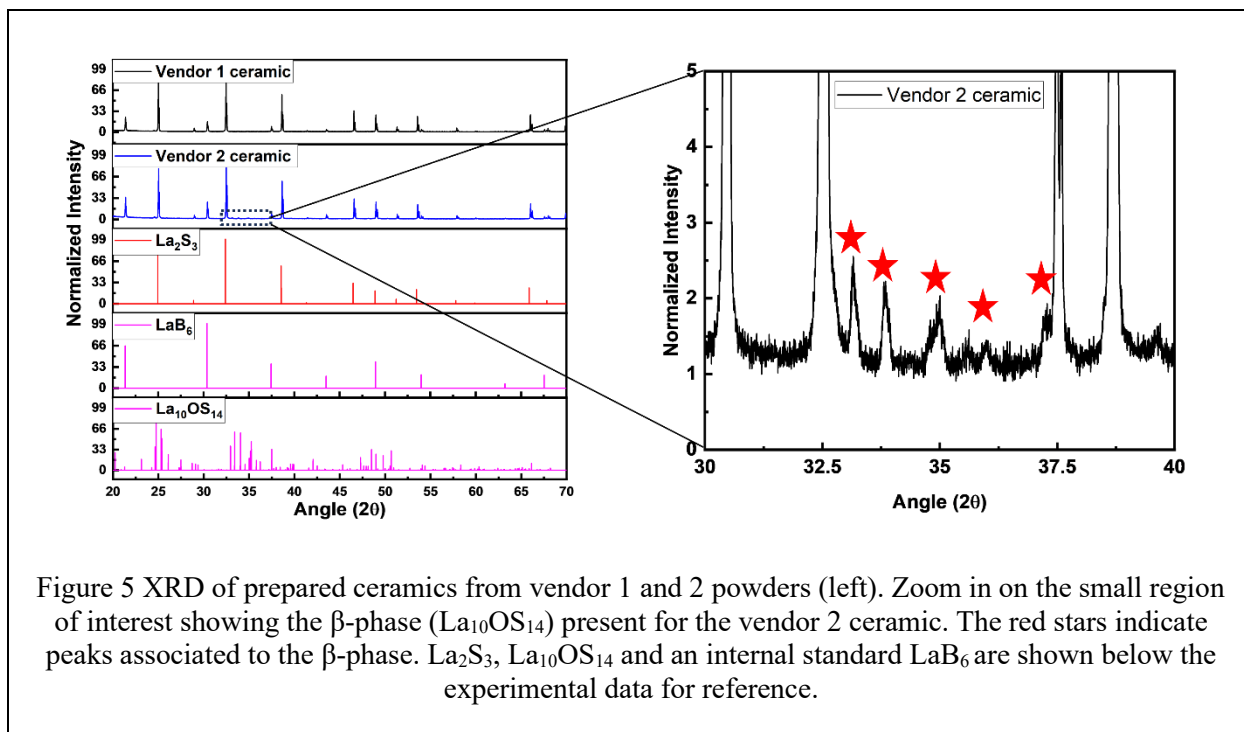 99
66
33
0
Vendor 1 ceramic
99
66
33
0
Vendor 2 ceramic
99
66
33
0
La₂S₃
99
66
33
0
LaB₆
99
66
33
0
La₁₀OS₁₄
20 25 30 35 40 45 50 55 60 65 70
Angle (2θ)
Normalized Intensity
5
4
3
2
1
0
Vendor 2 ceramic
30 32.5 35 37.5 40
Angle (2θ)
Normalized Intensity
Figure 5 XRD of prepared ceramics from vendor 1 and 2 powders (left). Zoom in on the small region
of interest showing the β-phase (La₁₀OS₁₄) present for the vendor 2 ceramic. The red stars indicate
peaks associated to the β-phase. La₂S₃, La₁₀OS₁₄ and an internal standard LaB₆ are shown below the
experimental data for reference.